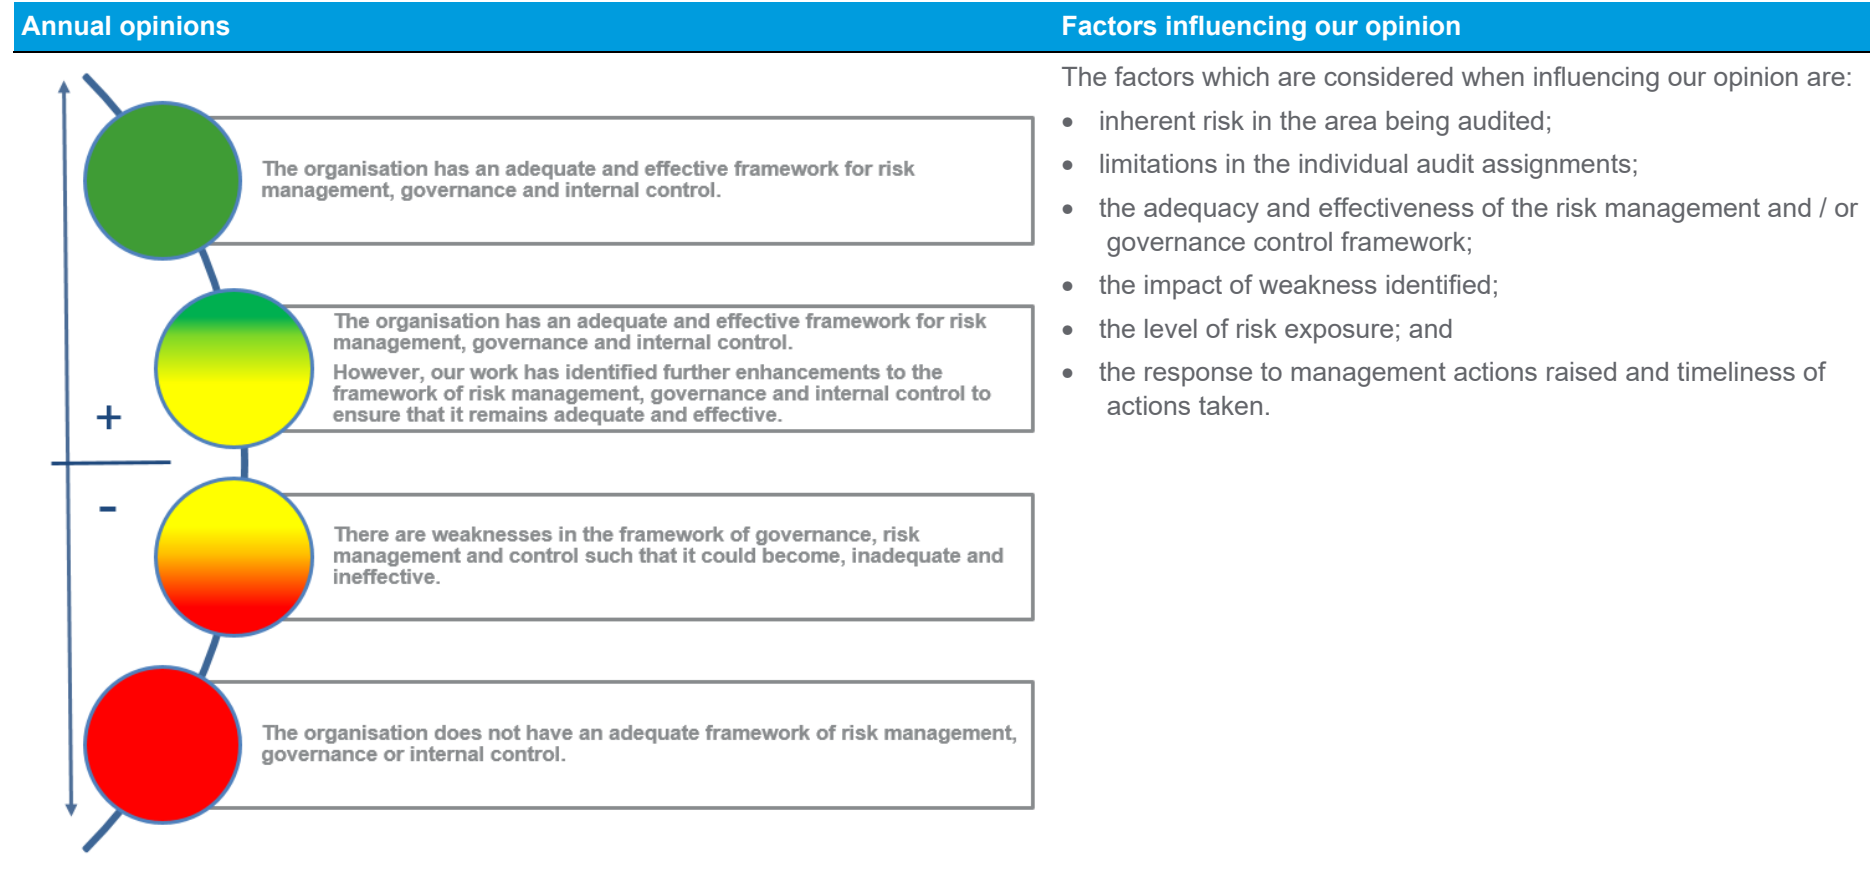 Annual opinions
Factors influencing our opinion
The organisation has an adequate and effective framework for risk
management, governance and internal control.
The organisation has an adequate and effective framework for risk
management, governance and internal control.
However, our work has identified further enhancements to the
framework of risk management, governance and internal control to
ensure that it remains adequate and effective.
+
-
There are weaknesses in the framework of governance, risk
management and control such that it could become, inadequate and
ineffective.
The organisation does not have an adequate framework of risk management,
governance or internal control.
The factors which are considered when influencing our opinion are:
• inherent risk in the area being audited;
• limitations in the individual audit assignments;
• the adequacy and effectiveness of the risk management and / or
governance control framework;
• the impact of weakness identified;
• the level of risk exposure; and
• the response to management actions raised and timeliness of
actions taken.